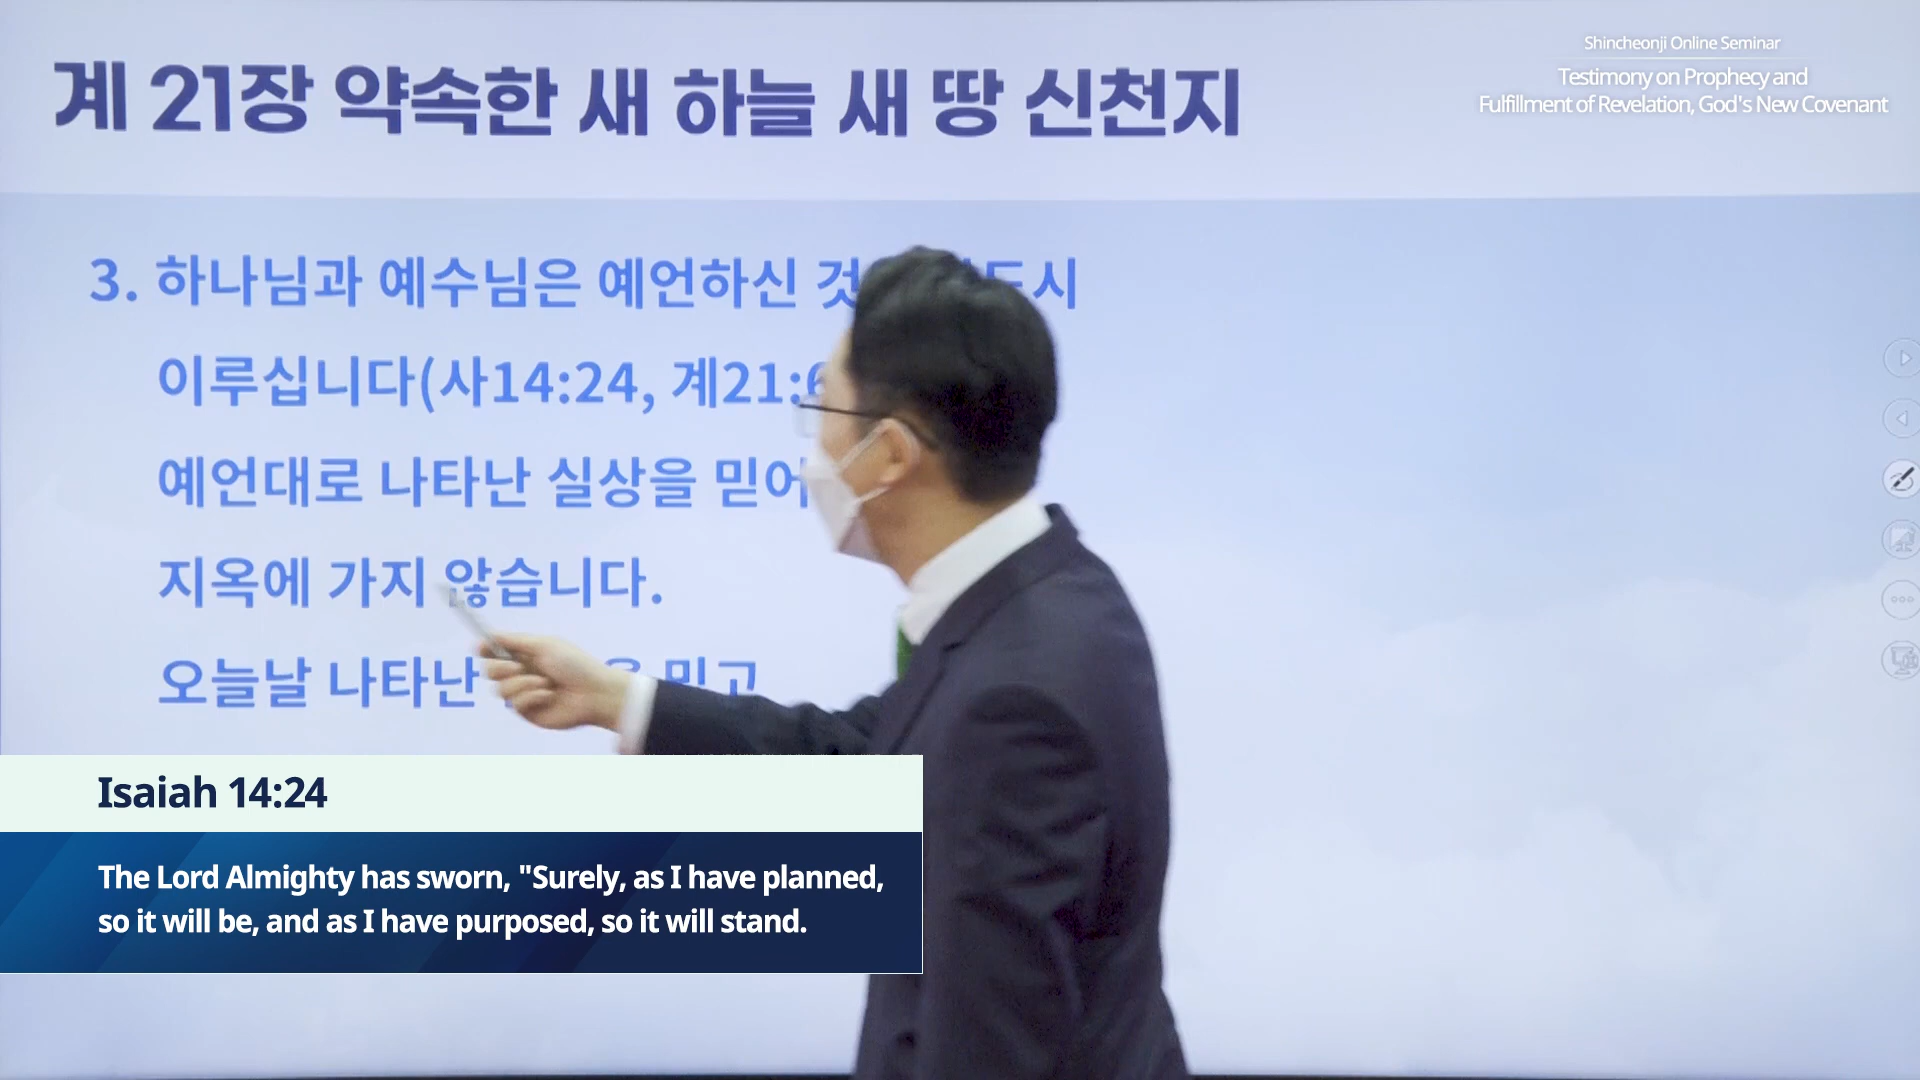 계 21장 약속한 새 하늘 새 땅 신천지
Shincheonji Online Seminar
Testimony on Prophecy and
Fulfillment of Revelation, God's New Covenant
3. 하나님과 예수님은 예언하신
이루십니다(사14:24, 계21:
예언대로 나타난 실상을
지옥에 가지 않습니다.
오늘날 나타난 믿고
Isaiah 14:24
The Lord Almighty has sworn, "Surely, as I have planned,
so it will be, and as I have purposed, so it will stand.